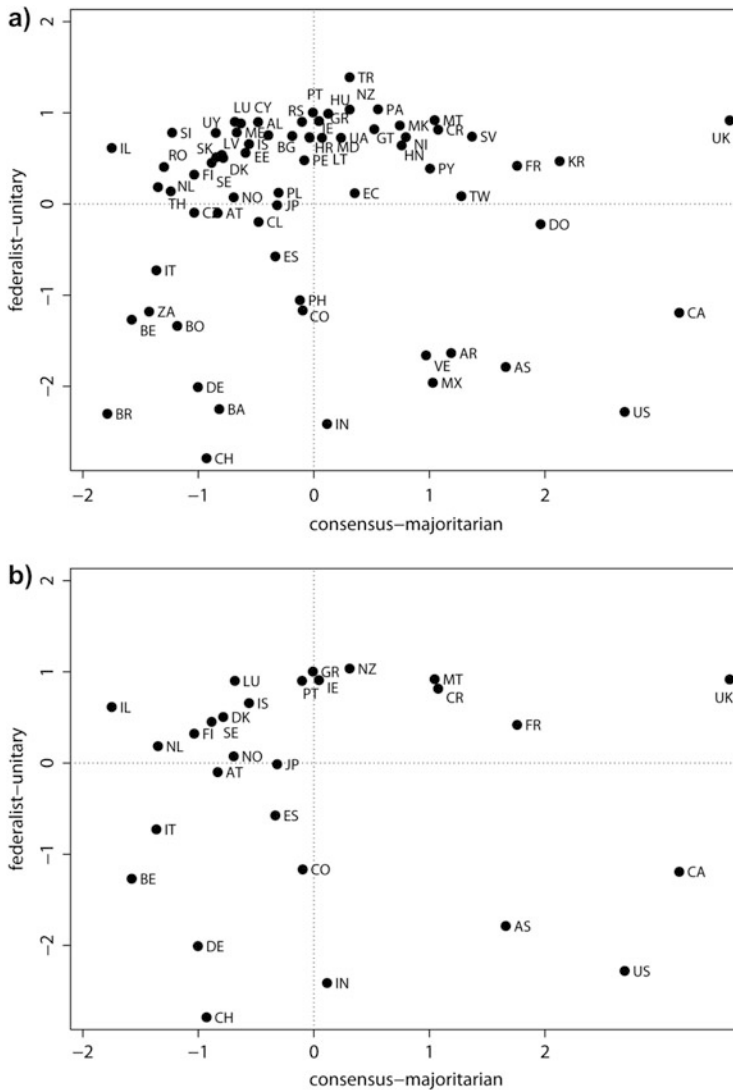 a)
2
TR
PT HU NZ
LU CY RS GR PA MK MT
UY AL IE CR UK
SI ME BG HR MD UA GT NI SV
IL SK LV IS EE PE LT HN
RO DK PY FR KR
FI SE
NL NO PL EC TW
TH
CZ AT JP
CL DO
ES
IT
PH
ZA CO CA
BE BO
VE AR AS
DE MX
BR BA IN US
CH
1
0
−1
−2
federalist−unitary
−2 −1 0 1 2
consensus−majoritarian
b)
2
NZ
GR
LU PT IE MT UK
IL IS CR
DK
FI SE FR
NL NO
AT JP
IT ES
BE CO CA
AS
DE
IN US
CH
1
0
−1
−2
federalist−unitary
−2 −1 0 1 2
consensus−majoritarian